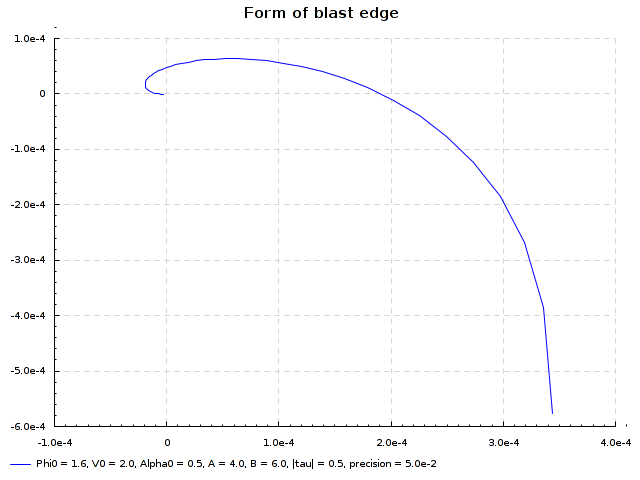 Form of blast edge
1.0e-4
0
-1.0e-4
-2.0e-4
-3.0e-4
-4.0e-4
-5.0e-4
-6.0e-4
-1.0e-4 0 1.0e-4 2.0e-4 3.0e-4 4.0e-4
Phi0 = 1.6, V0 = 2.0, Alpha0 = 0.5, A = 4.0, B = 6.0, |tau| = 0.5, precision = 5.0e-2